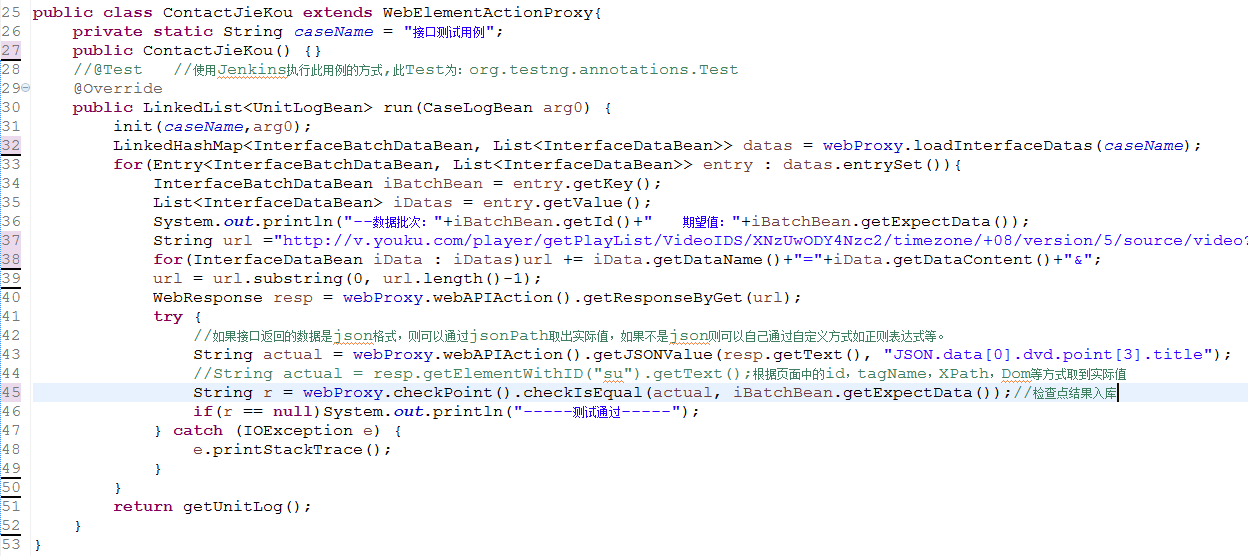 25 public class ContactJieKou extends WebElementActionProxy{
26     private static String caseName = "接口测试用例";
27     public ContactJieKou() {}
28     //@Test   //使用Jenkins执行此用例的方式,此Test为: org.testng.annotations.Test
29     @Override
30     public LinkedList<UnitLogBean> run(CaseLogBean arg0) {
31         init(caseName,arg0);
32         LinkedHashMap<InterfaceBatchDataBean, List<InterfaceDataBean>> datas = webProxy.loadInterfaceDatas(caseName);
33         for(Entry<InterfaceBatchDataBean, List<InterfaceDataBean>> entry : datas.entrySet()){
34             InterfaceBatchDataBean iBatchBean = entry.getKey();
35             List<InterfaceDataBean> iDatas = entry.getValue();
36             System.out.println("--数据批次: "+iBatchBean.getId()+"   期望值: "+iBatchBean.getExpectData());
37             String url ="http://v.youku.com/player/getPlayList/VideoIDS/XNzUwODY4Nzc2/timezone/+08/version/5/source/video?
38             for(InterfaceDataBean iData : iDatas)url += iData.getDataName()+"="+iData.getDataContent()+"&";
39             url = url.substring(0, url.length()-1);
40             WebResponse resp = webProxy.webAPIAction().getResponseByGet(url);
41             try {
42                 //如果接口返回的数据是json格式，则可以通过jsonPath取出实际值，如果不是json则可以自己通过自定义方式如正则表达式等。
43                 String actual = webProxy.webAPIAction().getJSONValue(resp.getText(), "JSON.data[0].dvd.point[3].title");
44                 //String actual = resp.getElementWithID("su").getText();根据页面中的id，tagName，XPath，Dom等方式取到实际值
45                 String r = webProxy.checkPoint().checkIsEqual(actual, iBatchBean.getExpectData());//检查点结果入库
46                 if(r == null)System.out.println("-----测试通过-----");
47             } catch (IOException e) {
48                 e.printStackTrace();
49             }
50         }
51         return getUnitLog();
52     }
53 }